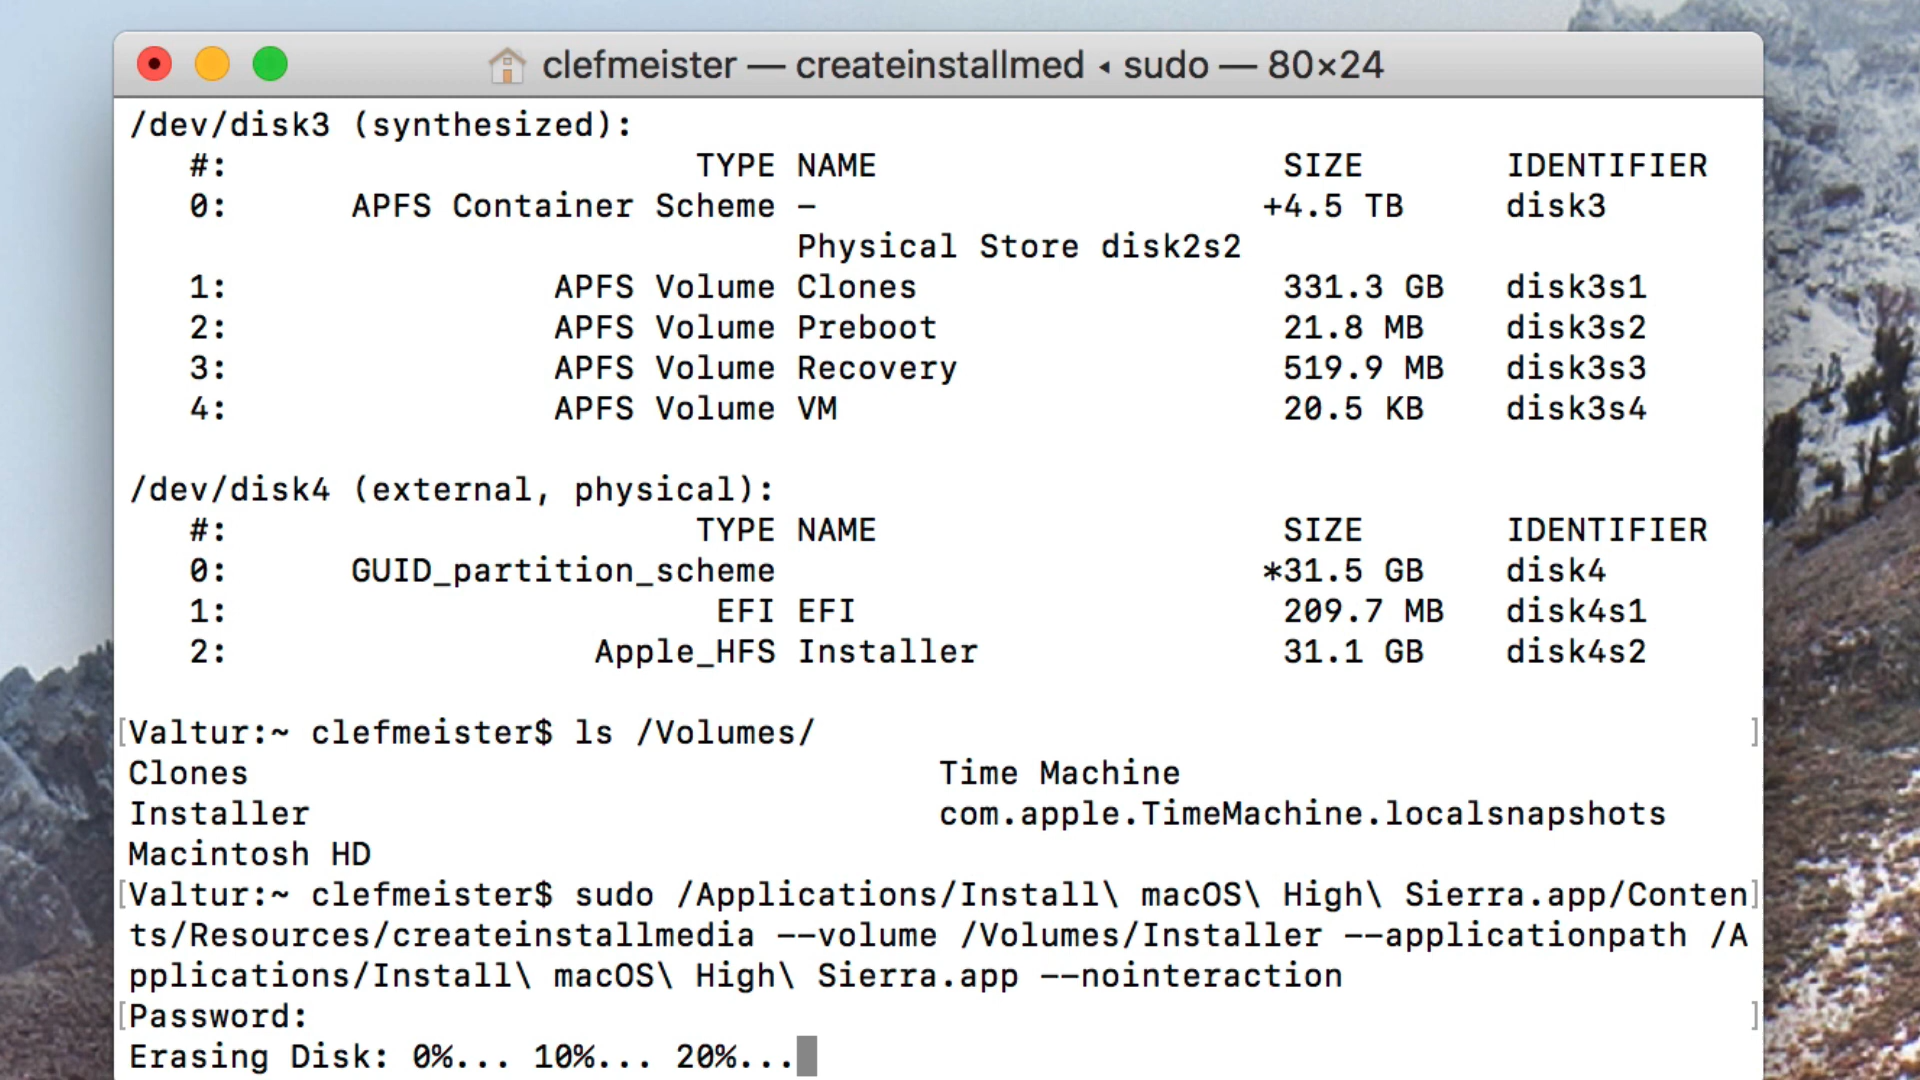 clefmeister — createinstallmed ◂ sudo — 80×24
/dev/disk3 (synthesized):
#: TYPE NAME SIZE IDENTIFIER
0: APFS Container Scheme - +4.5 TB disk3
Physical Store disk2s2
1: APFS Volume Clones 331.3 GB disk3s1
2: APFS Volume Preboot 21.8 MB disk3s2
3: APFS Volume Recovery 519.9 MB disk3s3
4: APFS Volume VM 20.5 KB disk3s4
/dev/disk4 (external, physical):
#: TYPE NAME SIZE IDENTIFIER
0: GUID_partition_scheme *31.5 GB disk4
1: EFI EFI 209.7 MB disk4s1
2: Apple_HFS Installer 31.1 GB disk4s2
[Valtur:~ clefmeister$ ls /Volumes/ ]
Clones Time Machine
Installer com.apple.TimeMachine.localsnapshots
Macintosh HD
[Valtur:~ clefmeister$ sudo /Applications/Install\ macOS\ High\ Sierra.app/Conten]
ts/Resources/createinstallmedia --volume /Volumes/Installer --applicationpath /A
pplications/Install\ macOS\ High\ Sierra.app --nointeraction
[Password: ]
Erasing Disk: 0%... 10%... 20%...